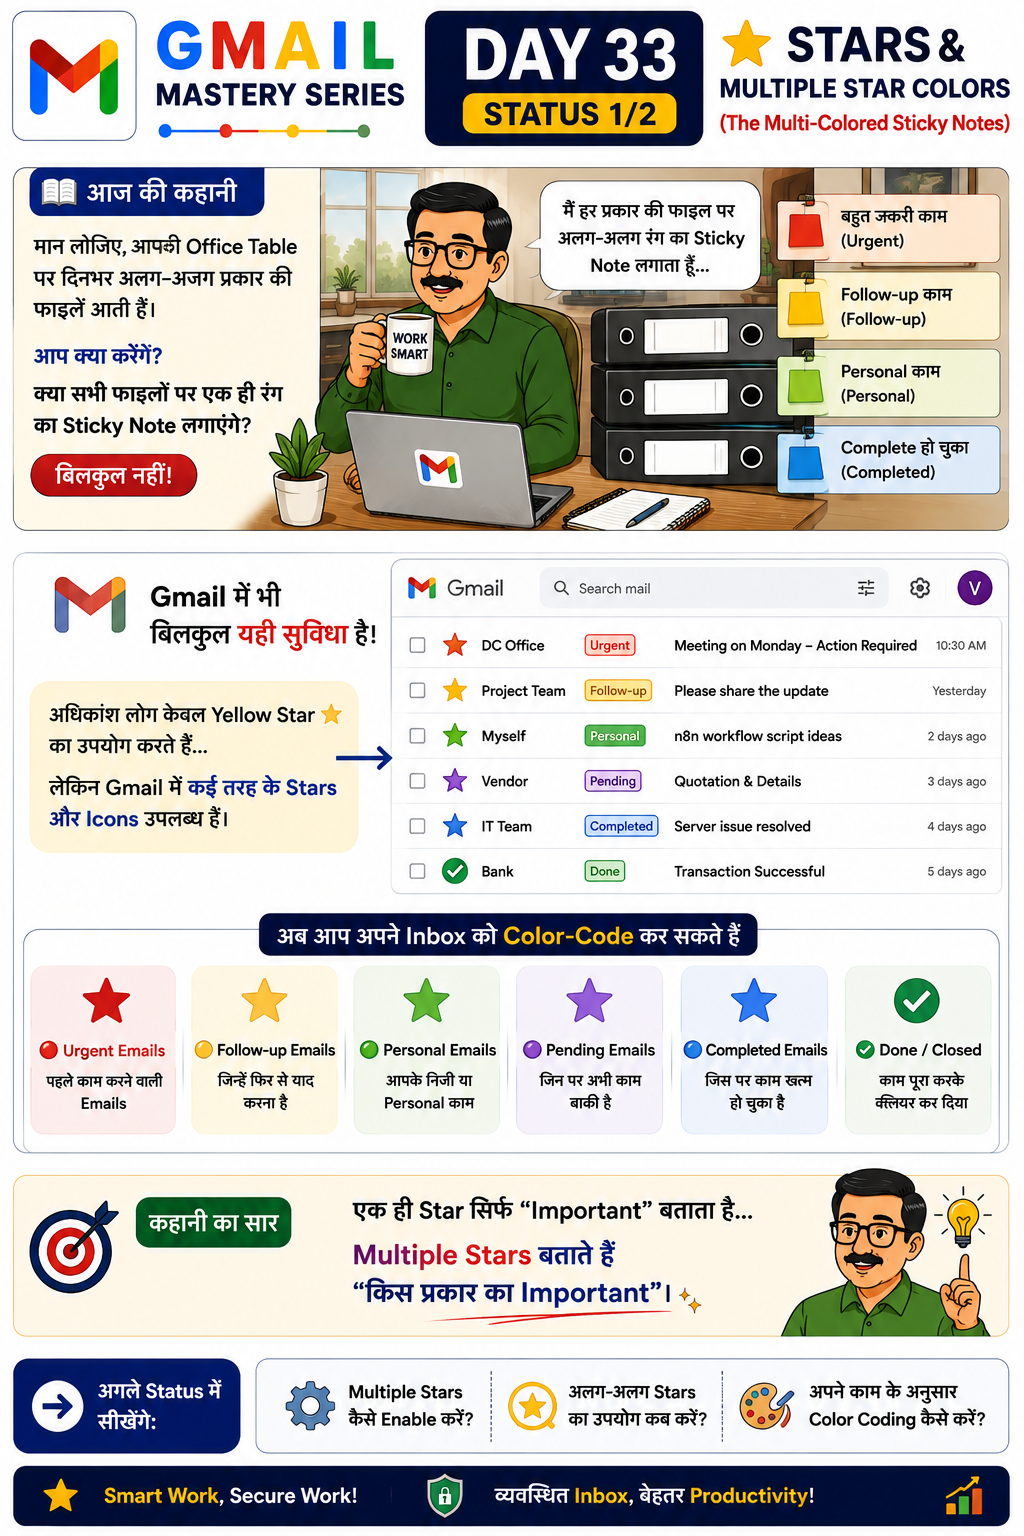 GMAIL
MASTERY SERIES
DAY 33
STATUS 1/2
STARS &
MULTIPLE STAR COLORS
(The Multi-Colored Sticky Notes)
आज की कहानी
मान लोजिए, आपकी Office Table
पर दिनभर अलग-अजग प्रकार की
फाइलें आती हैं।
आप क्या करेंगें?
क्या सभी फाइलों पर एक ही रंग
का Sticky Note लगाएंगे?
बिलकुल नहीं!
WORK
SMART
मैं हर प्रकार की फाइल पर
अलग-अलग रंग का Sticky
Note लगाता हूँ...
बहुत जकरी काम
(Urgent)
Follow-up काम
(Follow-up)
Personal काम
(Personal)
Complete हो चुका
(Completed)
Gmail में भी
बिलकुल यही सुविधा है!
अधिकांश लोग केबल Yellow Star
का उपयोग करते हैं...
लेकिन Gmail में कई तरह के Stars
और Icons उपलब्ध हैं।
Gmail
Search mail
V
DC Office Urgent Meeting on Monday – Action Required 10:30 AM
Project Team Follow-up Please share the update Yesterday
Myself Personal n8n workflow script ideas 2 days ago
Vendor Pending Quotation & Details 3 days ago
IT Team Completed Server issue resolved 4 days ago
Bank Done Transaction Successful 5 days ago
अब आप अपने Inbox को Color-Code कर सकते हैं
Urgent Emails
पहले काम करने वाली
Emails
Follow-up Emails
जिन्हें फिर से याद
करना है
Personal Emails
आपके निजी या
Personal काम
Pending Emails
जिन पर अभी काम
बाकी है
Completed Emails
जिस पर काम खत्म
हो चुका है
Done / Closed
काम पूरा करके
क्लियर कर दिया
कहानी का सार
एक ही Star सिर्फ “Important” बताता है...
Multiple Stars बताते हैं
“किस प्रकार का Important”।
अगले Status में
सीखेंगे:
Multiple Stars
कैसे Enable करें?
अलग-अलग Stars
का उपयोग कब करें?
अपने काम के अनुसार
Color Coding कैसे करें?
Smart Work, Secure Work!
व्यवस्थित Inbox, बेहतर Productivity!